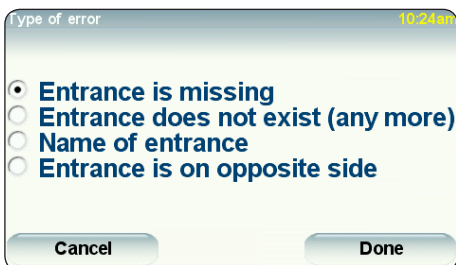 Type of error 10:24am
Entrance is missing
Entrance does not exist (any more)
Name of entrance
Entrance is on opposite side
Cancel Done